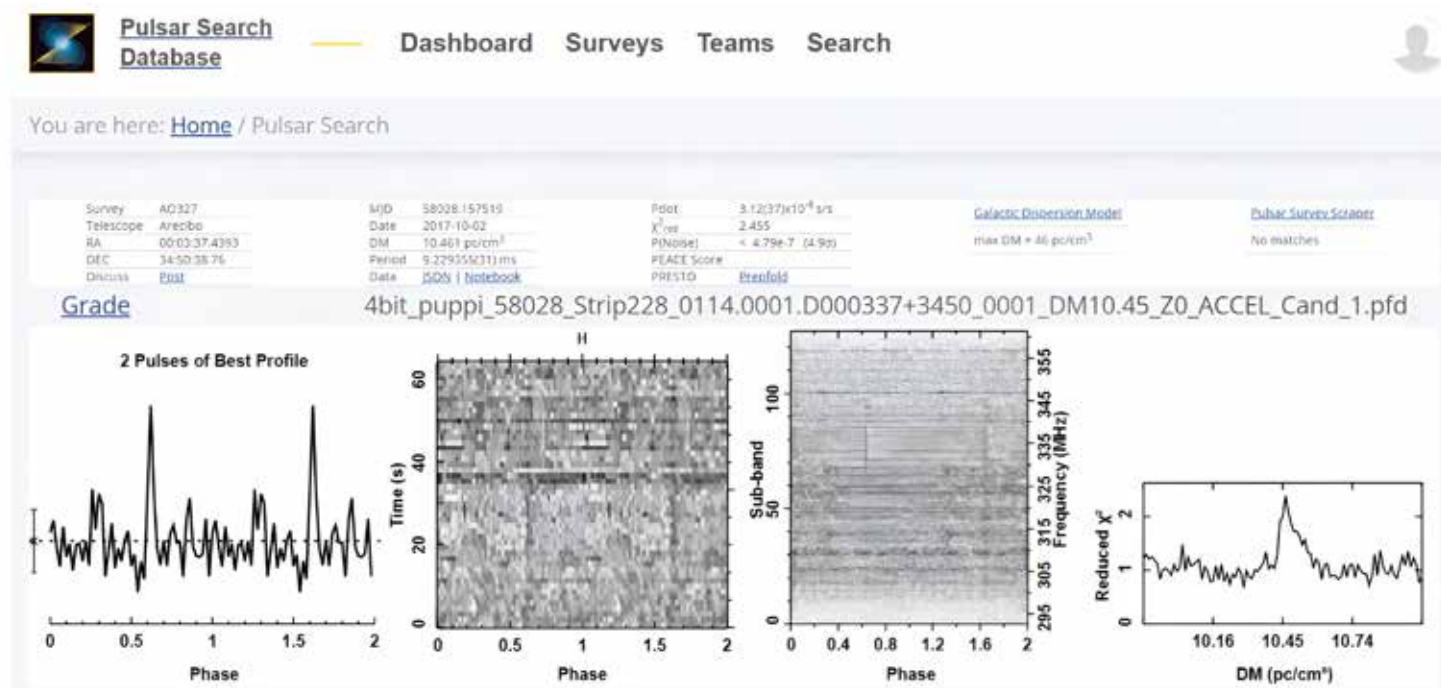 Pulsar Search
Database
Dashboard Surveys Teams Search
You are here: Home / Pulsar Search
Survey AO327
Telescope Arecibo
RA 00:03:37.4393
DEC 34:50:38.76
Discuss Post
MJD 58028.157519
Date 2017-10-02
DM 10.461 pc/cm³
Period 9.229355(31) ms
Data JSON | Notebook
Pdot 3.12(37)x10⁻⁸ s/s
χ²red 2.455
P(Noise) < 4.79e-7 (4.9σ)
PEACE Score
PRESTO Prepfold
Galactic Dispersion Model
max DM = 46 pc/cm³
Pulsar Survey Scraper
No matches
Grade
4bit_puppi_58028_Strip228_0114.0001.D000337+3450_0001_DM10.45_Z0_ACCEL_Cand_1.pfd
2 Pulses of Best Profile
0 0.5 1 1.5 2
Phase
0 0.5 1 1.5 2
Time (s)
0 20 40 60
Phase
Sub-band
0 50 100
Frequency (MHz)
295 305 315 325 335 345 355
0 0.4 0.8 1.2 1.6 2
Phase
Reduced χ²
0 1 2
10.16 10.45 10.74
DM (pc/cm³)